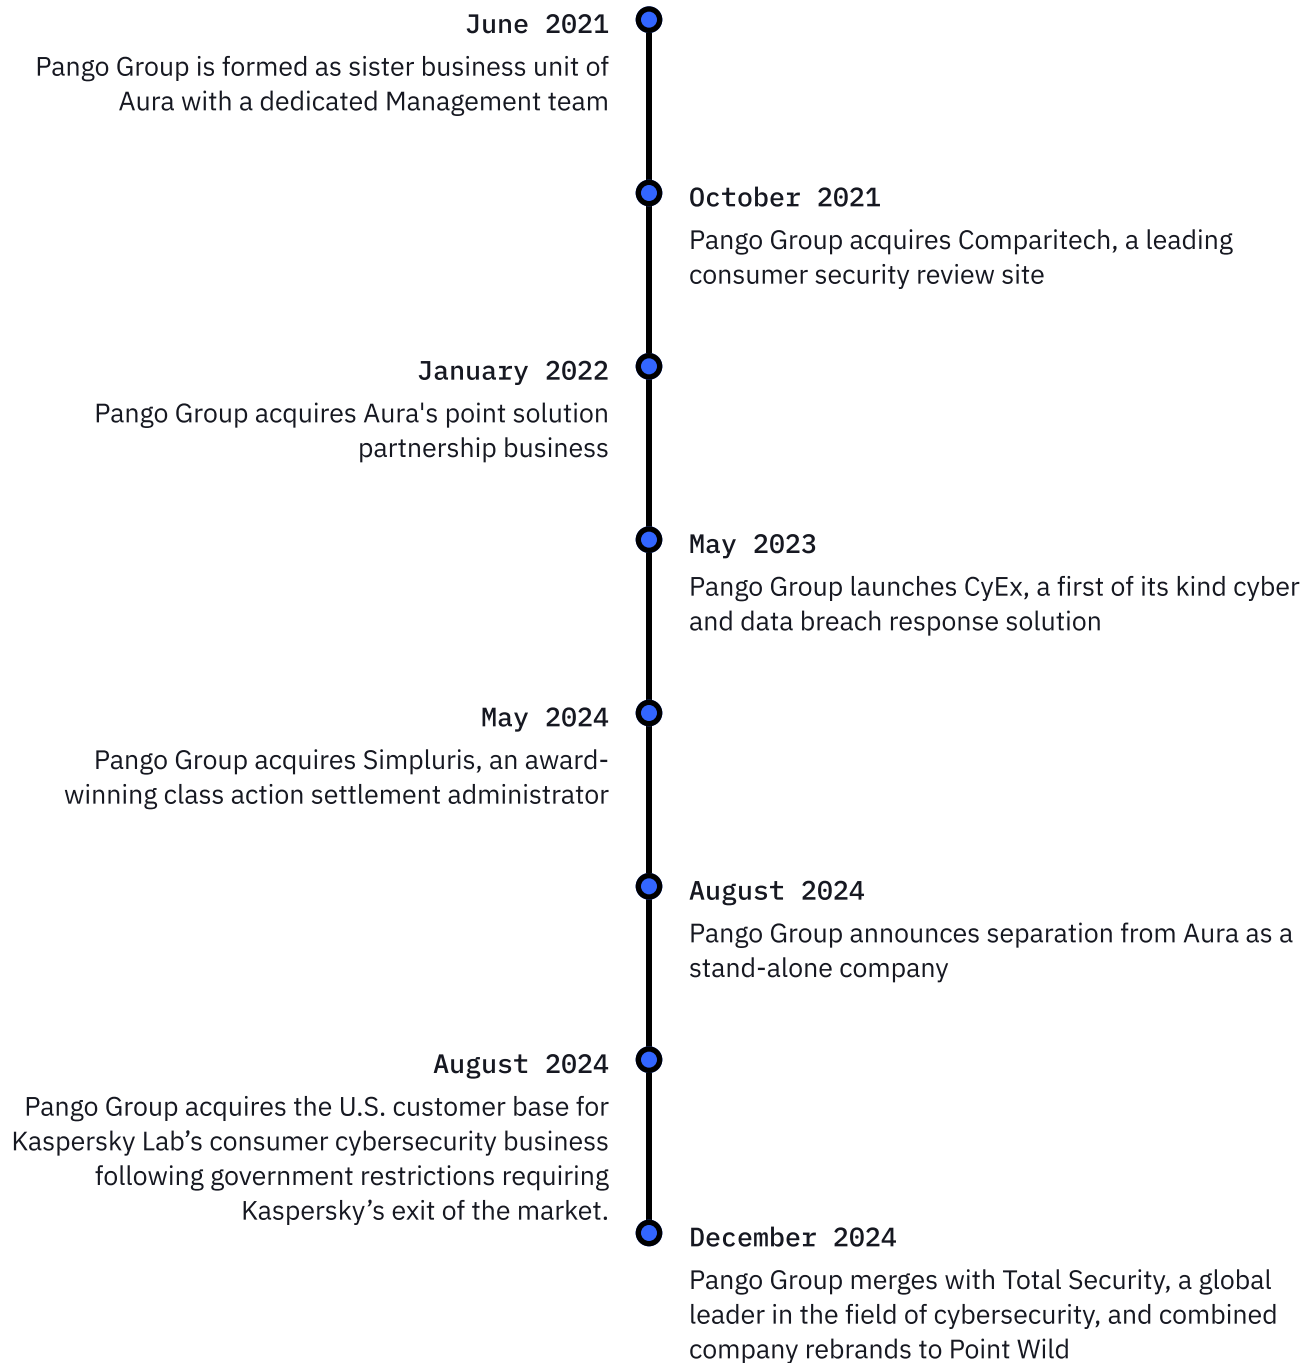 June 2021
Pango Group is formed as sister business unit of
Aura with a dedicated Management team
October 2021
Pango Group acquires Comparitech, a leading
consumer security review site
January 2022
Pango Group acquires Aura's point solution
partnership business
May 2023
Pango Group launches CyEx, a first of its kind cyber
and data breach response solution
May 2024
Pango Group acquires Simpluris, an award-
winning class action settlement administrator
August 2024
Pango Group announces separation from Aura as a
stand-alone company
August 2024
Pango Group acquires the U.S. customer base for
Kaspersky Lab’s consumer cybersecurity business
following government restrictions requiring
Kaspersky’s exit of the market.
December 2024
Pango Group merges with Total Security, a global
leader in the field of cybersecurity, and combined
company rebrands to Point Wild